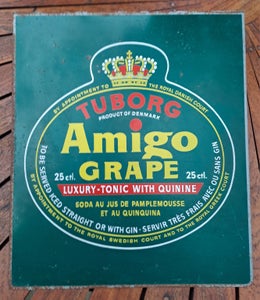 BY APPOINTMENT TO THE ROYAL DANISH COURT
TUBORG
PRODUCT OF DENMARK
Amigo
GRAPE
25 ctl. 25 ctl.
LUXURY-TONIC WITH QUININE
SODA AU JUS DE PAMPLEMOUSSE
ET AU QUINQUINA
TO BE SERVED ICED STRAIGHT OR WITH GIN - SERVIR TRÈS FRAIS AVEC OU SANS GIN
BY APPOINTMENT TO THE ROYAL SWEDISH COURT AND TO THE ROYAL GREEK COURT